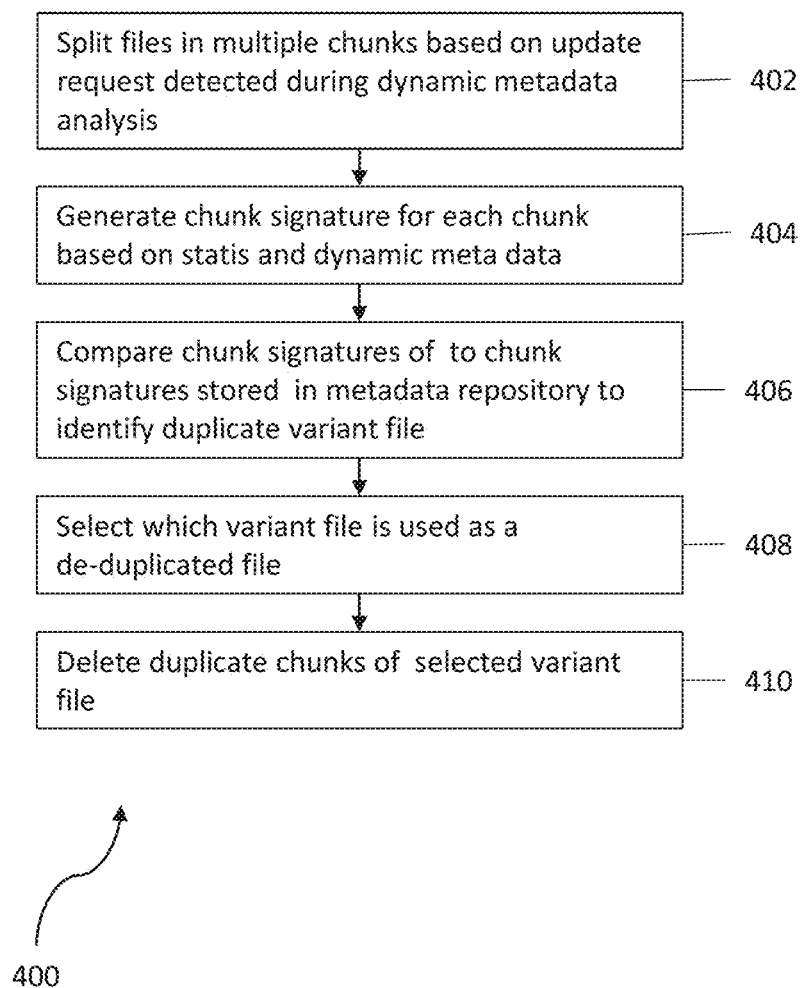 Split files in multiple chunks based on update
request detected during dynamic metadata
analysis
402
Generate chunk signature for each chunk
based on statis and dynamic meta data
404
Compare chunk signatures of to chunk
signatures stored in metadata repository to
identify duplicate variant file
406
Select which variant file is used as a
de-duplicated file
408
Delete duplicate chunks of selected variant
file
410
400